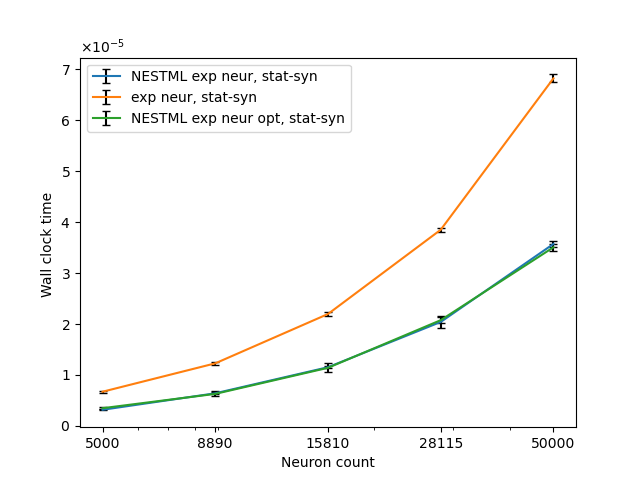 ×10⁻⁵
NESTML exp neur, stat-syn
exp neur, stat-syn
NESTML exp neur opt, stat-syn
7
6
5
4
3
2
1
0
Wall clock time
5000 8890 15810 28115 50000
Neuron count